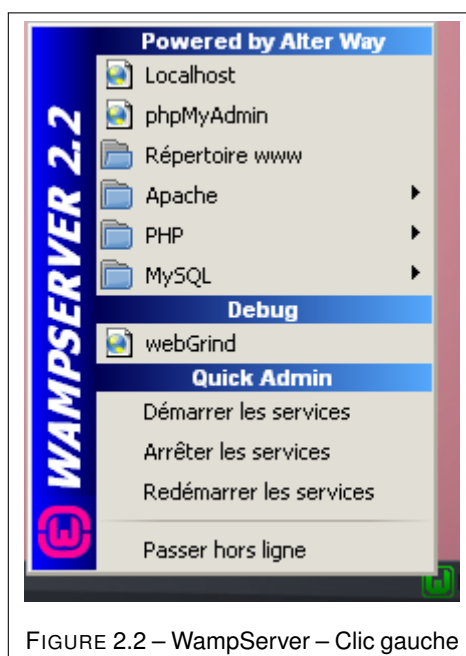 Powered by Alter Way
WAMPSERVER 2.2
Localhost
phpMyAdmin
Répertoire www
Apache
PHP
MySQL
Debug
webGrind
Quick Admin
Démarrer les services
Arrêter les services
Redémarrer les services
Passer hors ligne
FIGURE 2.2 – WampServer – Clic gauche